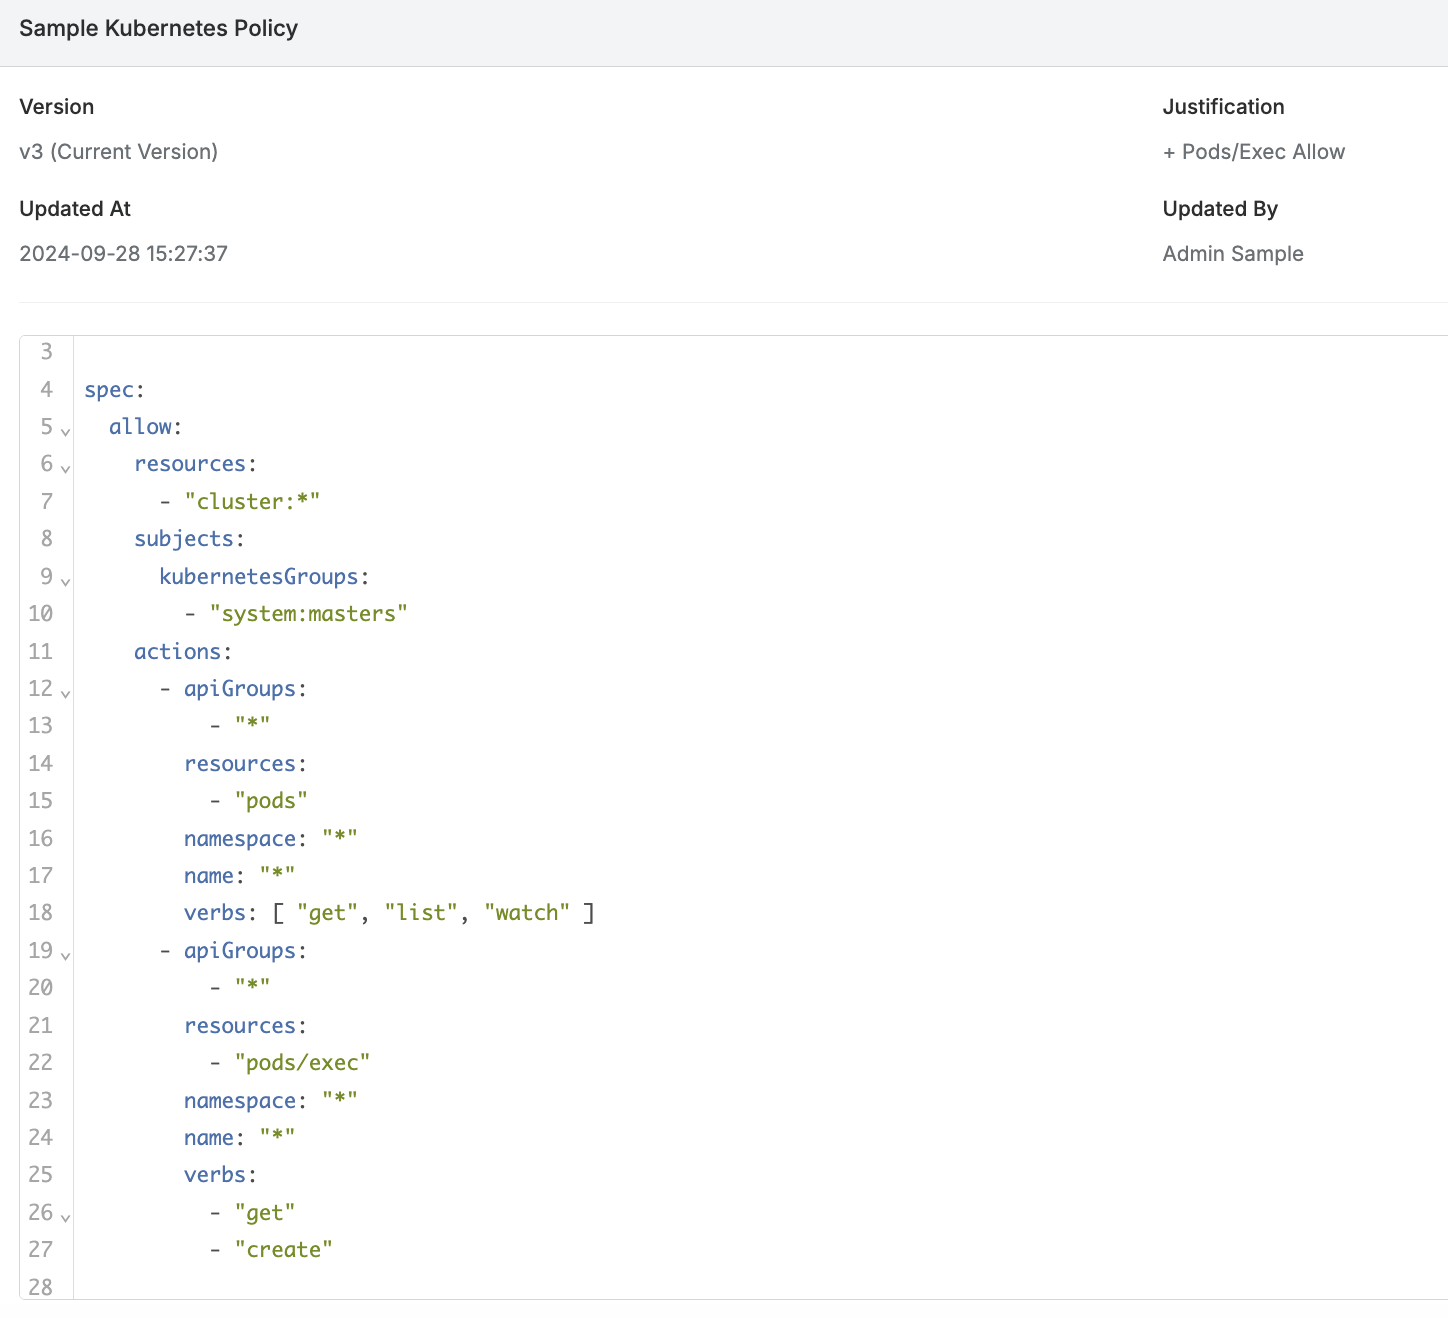 Sample Kubernetes Policy
Version
Justification
v3 (Current Version)
+ Pods/Exec Allow
Updated At
Updated By
2024-09-28 15:27:37
Admin Sample
3
4 spec:
5   allow:
6     resources:
7       - "cluster:*"
8     subjects:
9       kubernetesGroups:
10         - "system:masters"
11     actions:
12       - apiGroups:
13           - "*"
14         resources:
15           - "pods"
16         namespace: "*"
17         name: "*"
18         verbs: [ "get", "list", "watch" ]
19       - apiGroups:
20           - "*"
21         resources:
22           - "pods/exec"
23         namespace: "*"
24         name: "*"
25         verbs:
26           - "get"
27           - "create"
28